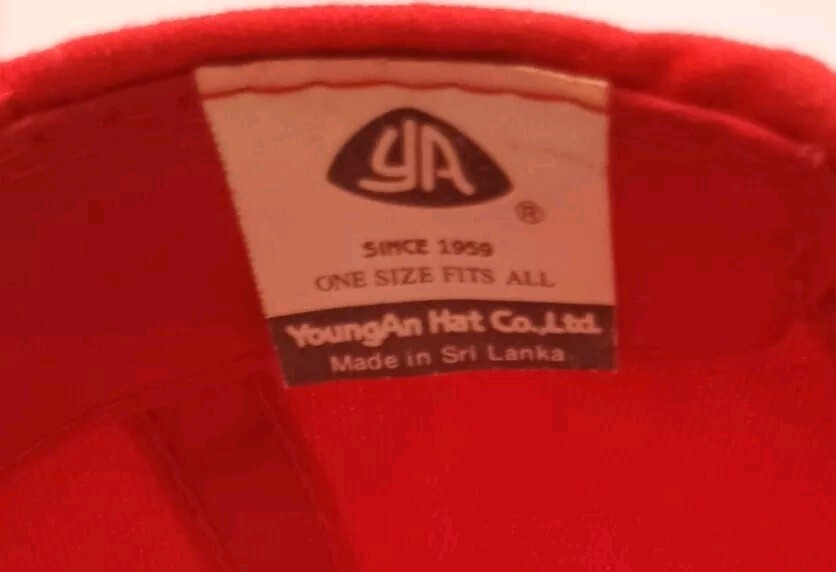 YA
®
SINCE 1959
ONE SIZE FITS ALL
YoungAn Hat Co.,Ltd.
Made in Sri Lanka